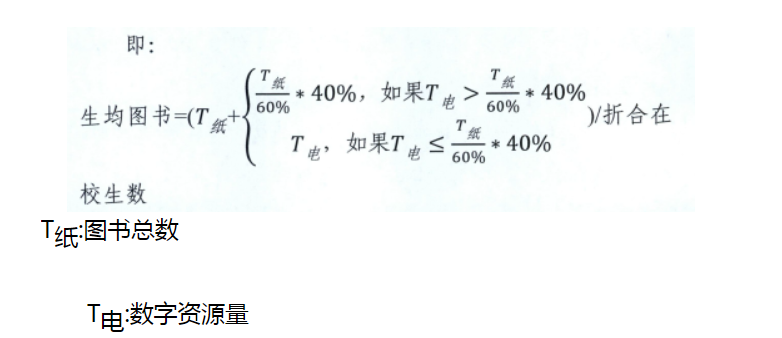 即：
T纸/60% * 40%，如果T电 > T纸/60% * 40%
生均图书=(T纸+{ )/折合在
T电，如果T电 ≤ T纸/60% * 40%
校生数
T纸:图书总数
T电:数字资源量